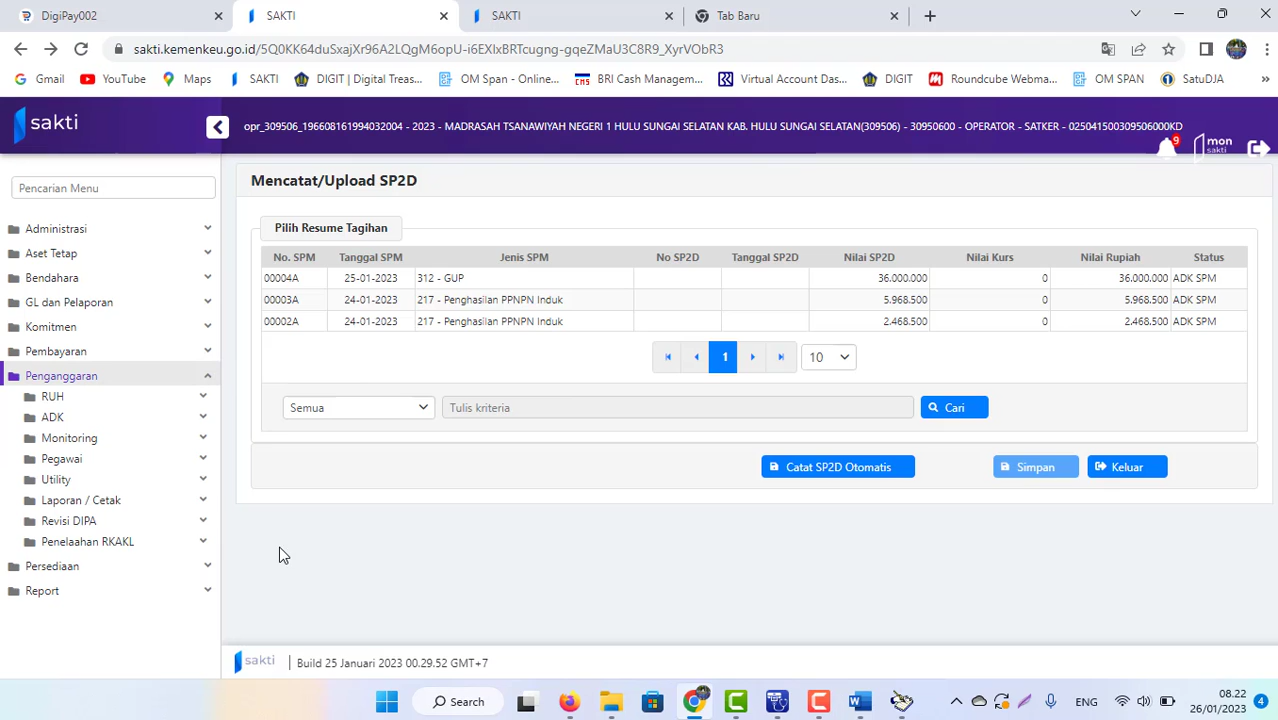 DigiPay002
SAKTI
SAKTI
Tab Baru
sakti.kemenkeu.go.id/5Q0KK64duSxajXr96A2LQgM6opU-i6EXIxBRTcugng-gqeZMaU3C8R9_XyrVObR3
Gmail YouTube Maps SAKTI DIGIT | Digital Treas... OM Span - Online... BRI Cash Managem... Virtual Account Das... DIGIT Roundcube Webma... OM SPAN SatuDJA
sakti
opr_309506_196608161994032004 - 2023 - MADRASAH TSANAWIYAH NEGERI 1 HULU SUNGAI SELATAN KAB. HULU SUNGAI SELATAN(309506) - 30950600 - OPERATOR - SATKER - 025041500309506000KD
9
mon
sakti
Pencarian Menu
Administrasi
Aset Tetap
Bendahara
GL dan Pelaporan
Komitmen
Pembayaran
Penganggaran
RUH
ADK
Monitoring
Pegawai
Utility
Laporan / Cetak
Revisi DIPA
Penelaahan RKAKL
Persediaan
Report
Mencatat/Upload SP2D
Pilih Resume Tagihan
No. SPM Tanggal SPM Jenis SPM No SP2D Tanggal SP2D Nilai SP2D Nilai Kurs Nilai Rupiah Status
00004A 25-01-2023 312 - GUP 36.000.000 0 36.000.000 ADK SPM
00003A 24-01-2023 217 - Penghasilan PPNPN Induk 5.968.500 0 5.968.500 ADK SPM
00002A 24-01-2023 217 - Penghasilan PPNPN Induk 2.468.500 0 2.468.500 ADK SPM
1 10
Semua Tulis kriteria Cari
Catat SP2D Otomatis Simpan Keluar
sakti Build 25 Januari 2023 00.29.52 GMT+7
Search
ENG
08.22
26/01/2023
4